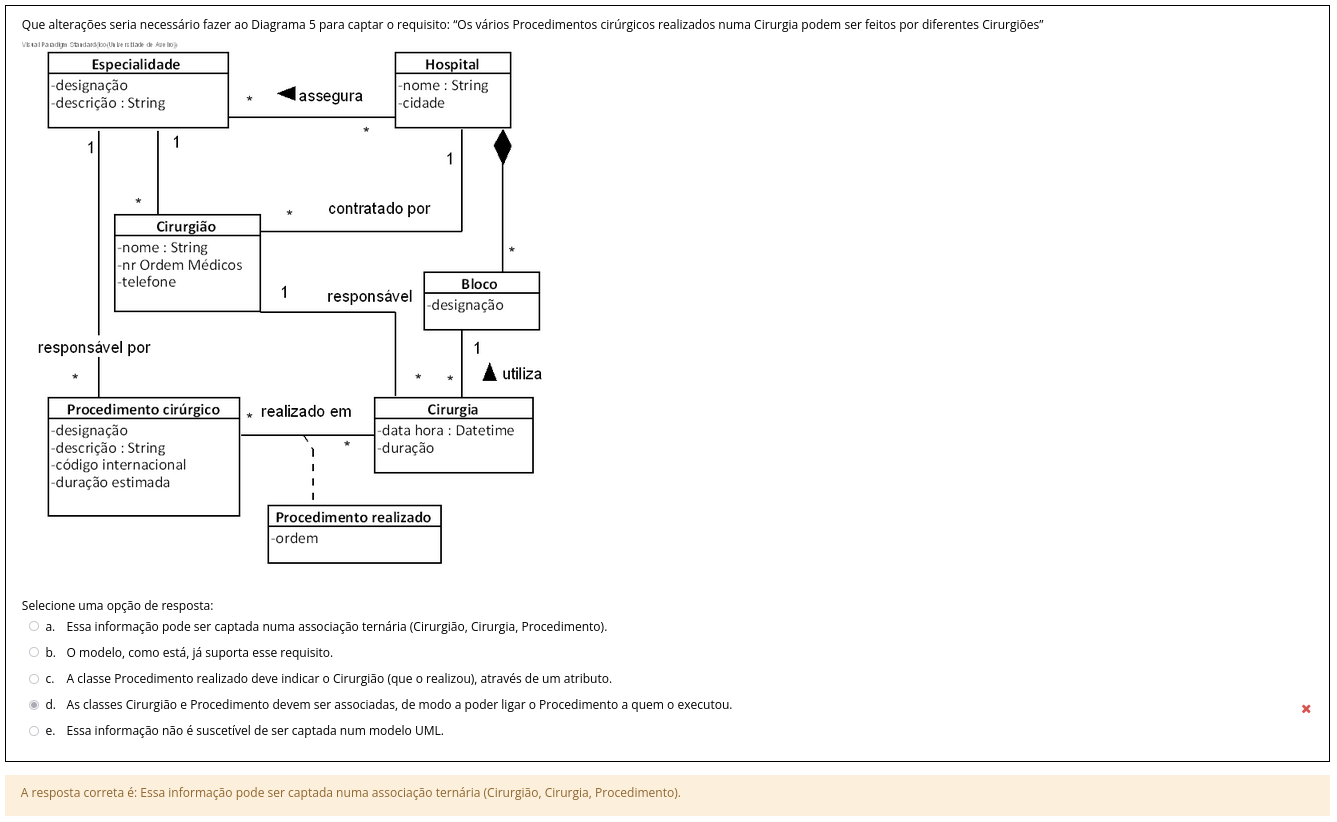 Que alterações seria necessário fazer ao Diagrama 5 para captar o requisito: “Os vários Procedimentos cirúrgicos realizados numa Cirurgia podem ser feitos por diferentes Cirurgiões”
Visual Paradigm Standard(ico(Universidade de Aveiro))
Especialidade
-designação
-descrição : String
Hospital
-nome : String
-cidade
* ◀ assegura
*
1
1
1
*
* contratado por
Cirurgião
-nome : String
-nr Ordem Médicos
-telefone
*
Bloco
-designação
1 responsável
responsável por
1
utiliza
*
* *
Procedimento cirúrgico
-designação
-descrição : String
-código internacional
-duração estimada
* realizado em
*
Cirurgia
-data hora : Datetime
-duração
Procedimento realizado
-ordem
Selecione uma opção de resposta:
a. Essa informação pode ser captada numa associação ternária (Cirurgião, Cirurgia, Procedimento).
b. O modelo, como está, já suporta esse requisito.
c. A classe Procedimento realizado deve indicar o Cirurgião (que o realizou), através de um atributo.
d. As classes Cirurgião e Procedimento devem ser associadas, de modo a poder ligar o Procedimento a quem o executou.
e. Essa informação não é suscetível de ser captada num modelo UML.
A resposta correta é: Essa informação pode ser captada numa associação ternária (Cirurgião, Cirurgia, Procedimento).